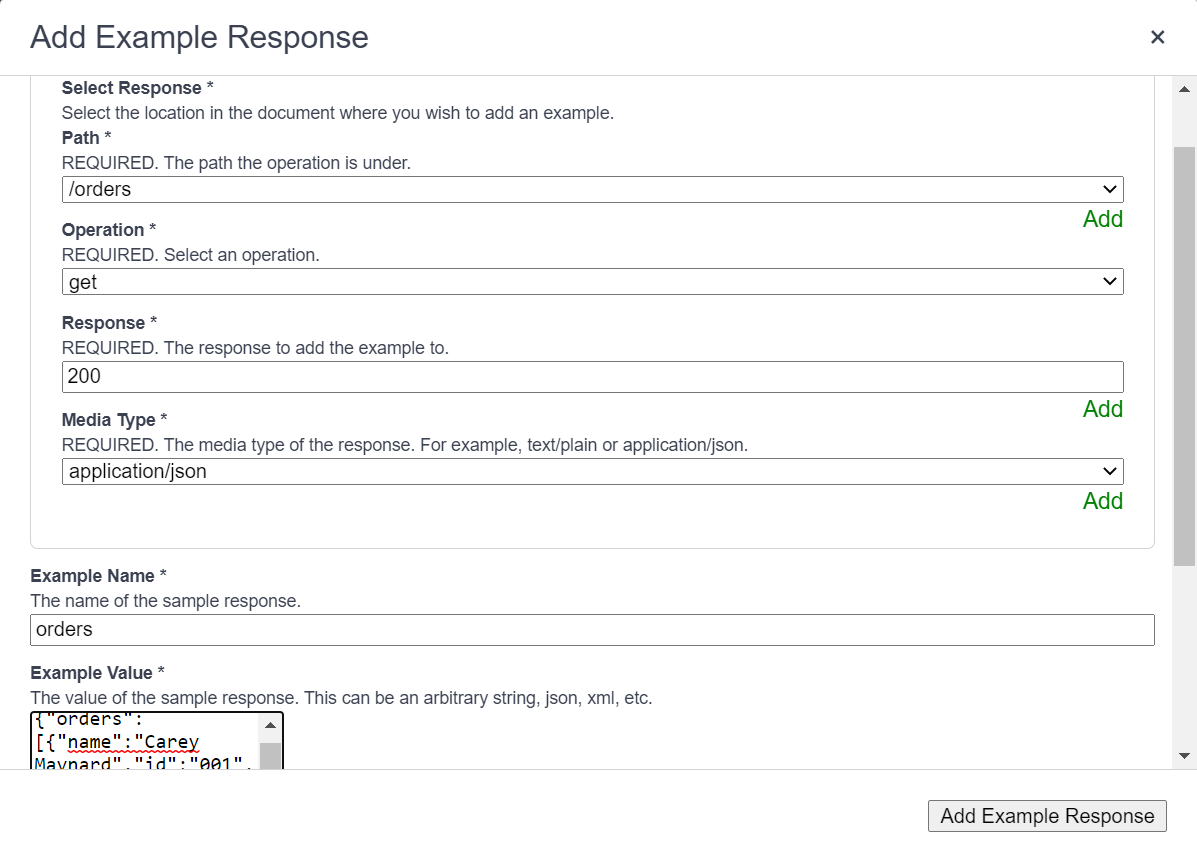 Add Example Response
Select Response *
Select the location in the document where you wish to add an example.
Path *
REQUIRED. The path the operation is under.
/orders
Add
Operation *
REQUIRED. Select an operation.
get
Response *
REQUIRED. The response to add the example to.
200
Add
Media Type *
REQUIRED. The media type of the response. For example, text/plain or application/json.
application/json
Add
Example Name *
The name of the sample response.
orders
Example Value *
The value of the sample response. This can be an arbitrary string, json, xml, etc.
{"orders":
[{"name":"Carey
Maynard","id":"001",
Add Example Response